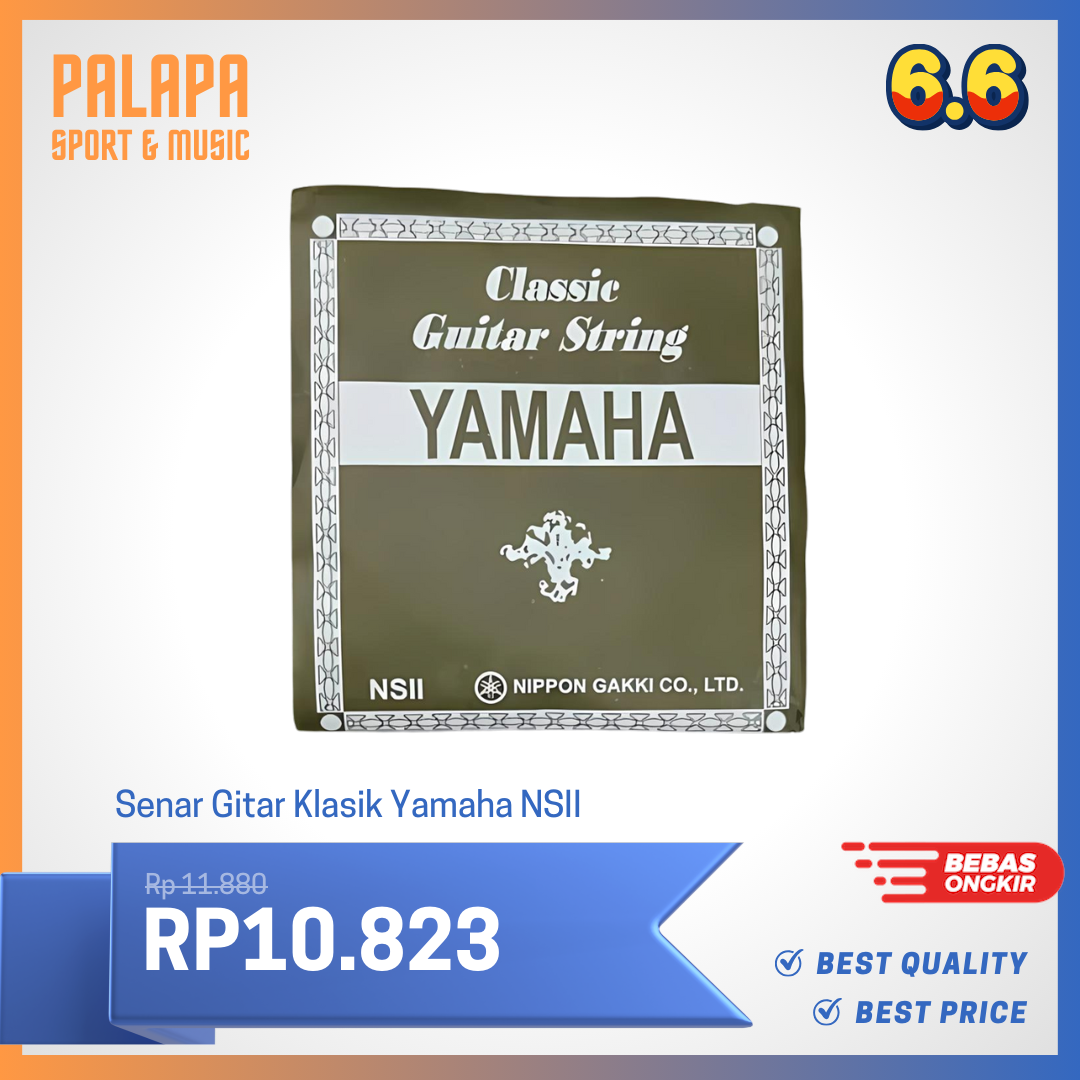 PALAPA
SPORT & MUSIC
6.6
Classic
Guitar String
YAMAHA
NSII
NIPPON GAKKI CO., LTD.
Senar Gitar Klasik Yamaha NSII
Rp 11.880
RP10.823
BEBAS
ONGKIR
BEST QUALITY
BEST PRICE